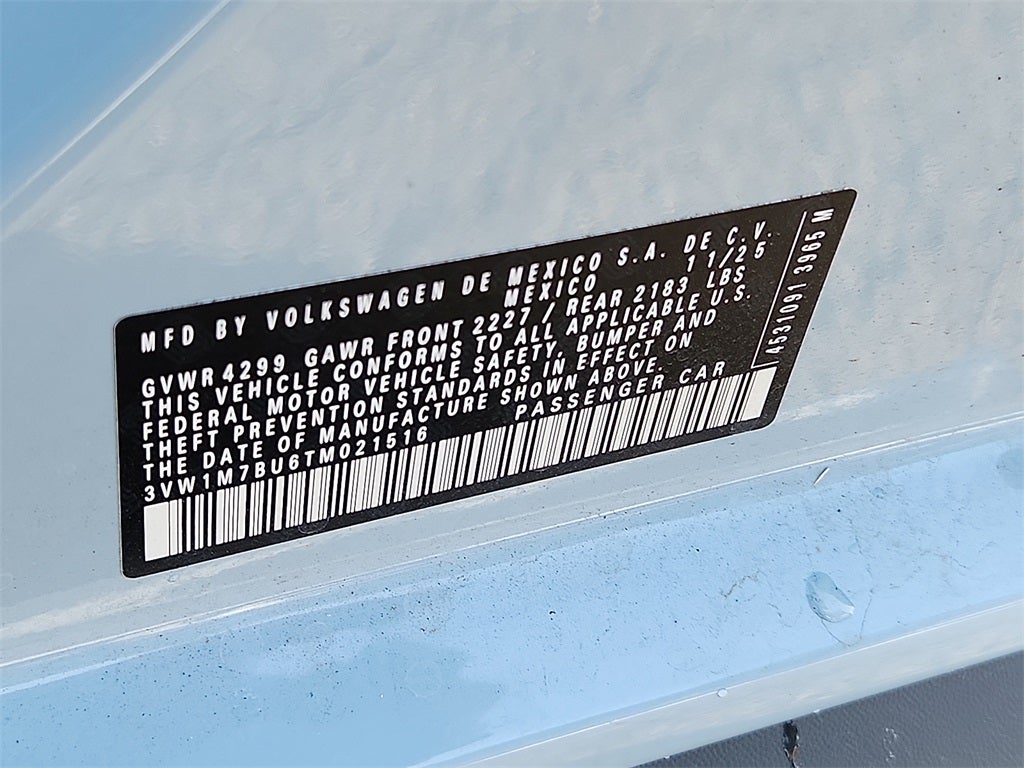 MFD BY VOLKSWAGEN DE MEXICO S.A. DE C.V.
MEXICO 11/25
GVWR 4299 GAWR FRONT 2227 / REAR 2183 LBS
THIS VEHICLE CONFORMS TO ALL APPLICABLE U.S.
FEDERAL MOTOR VEHICLE SAFETY, BUMPER AND
THEFT PREVENTION STANDARDS IN EFFECT ON
THE DATE OF MANUFACTURE SHOWN ABOVE.
3VW1M7BU6TM021516 PASSENGER CAR
4531091 3965 M